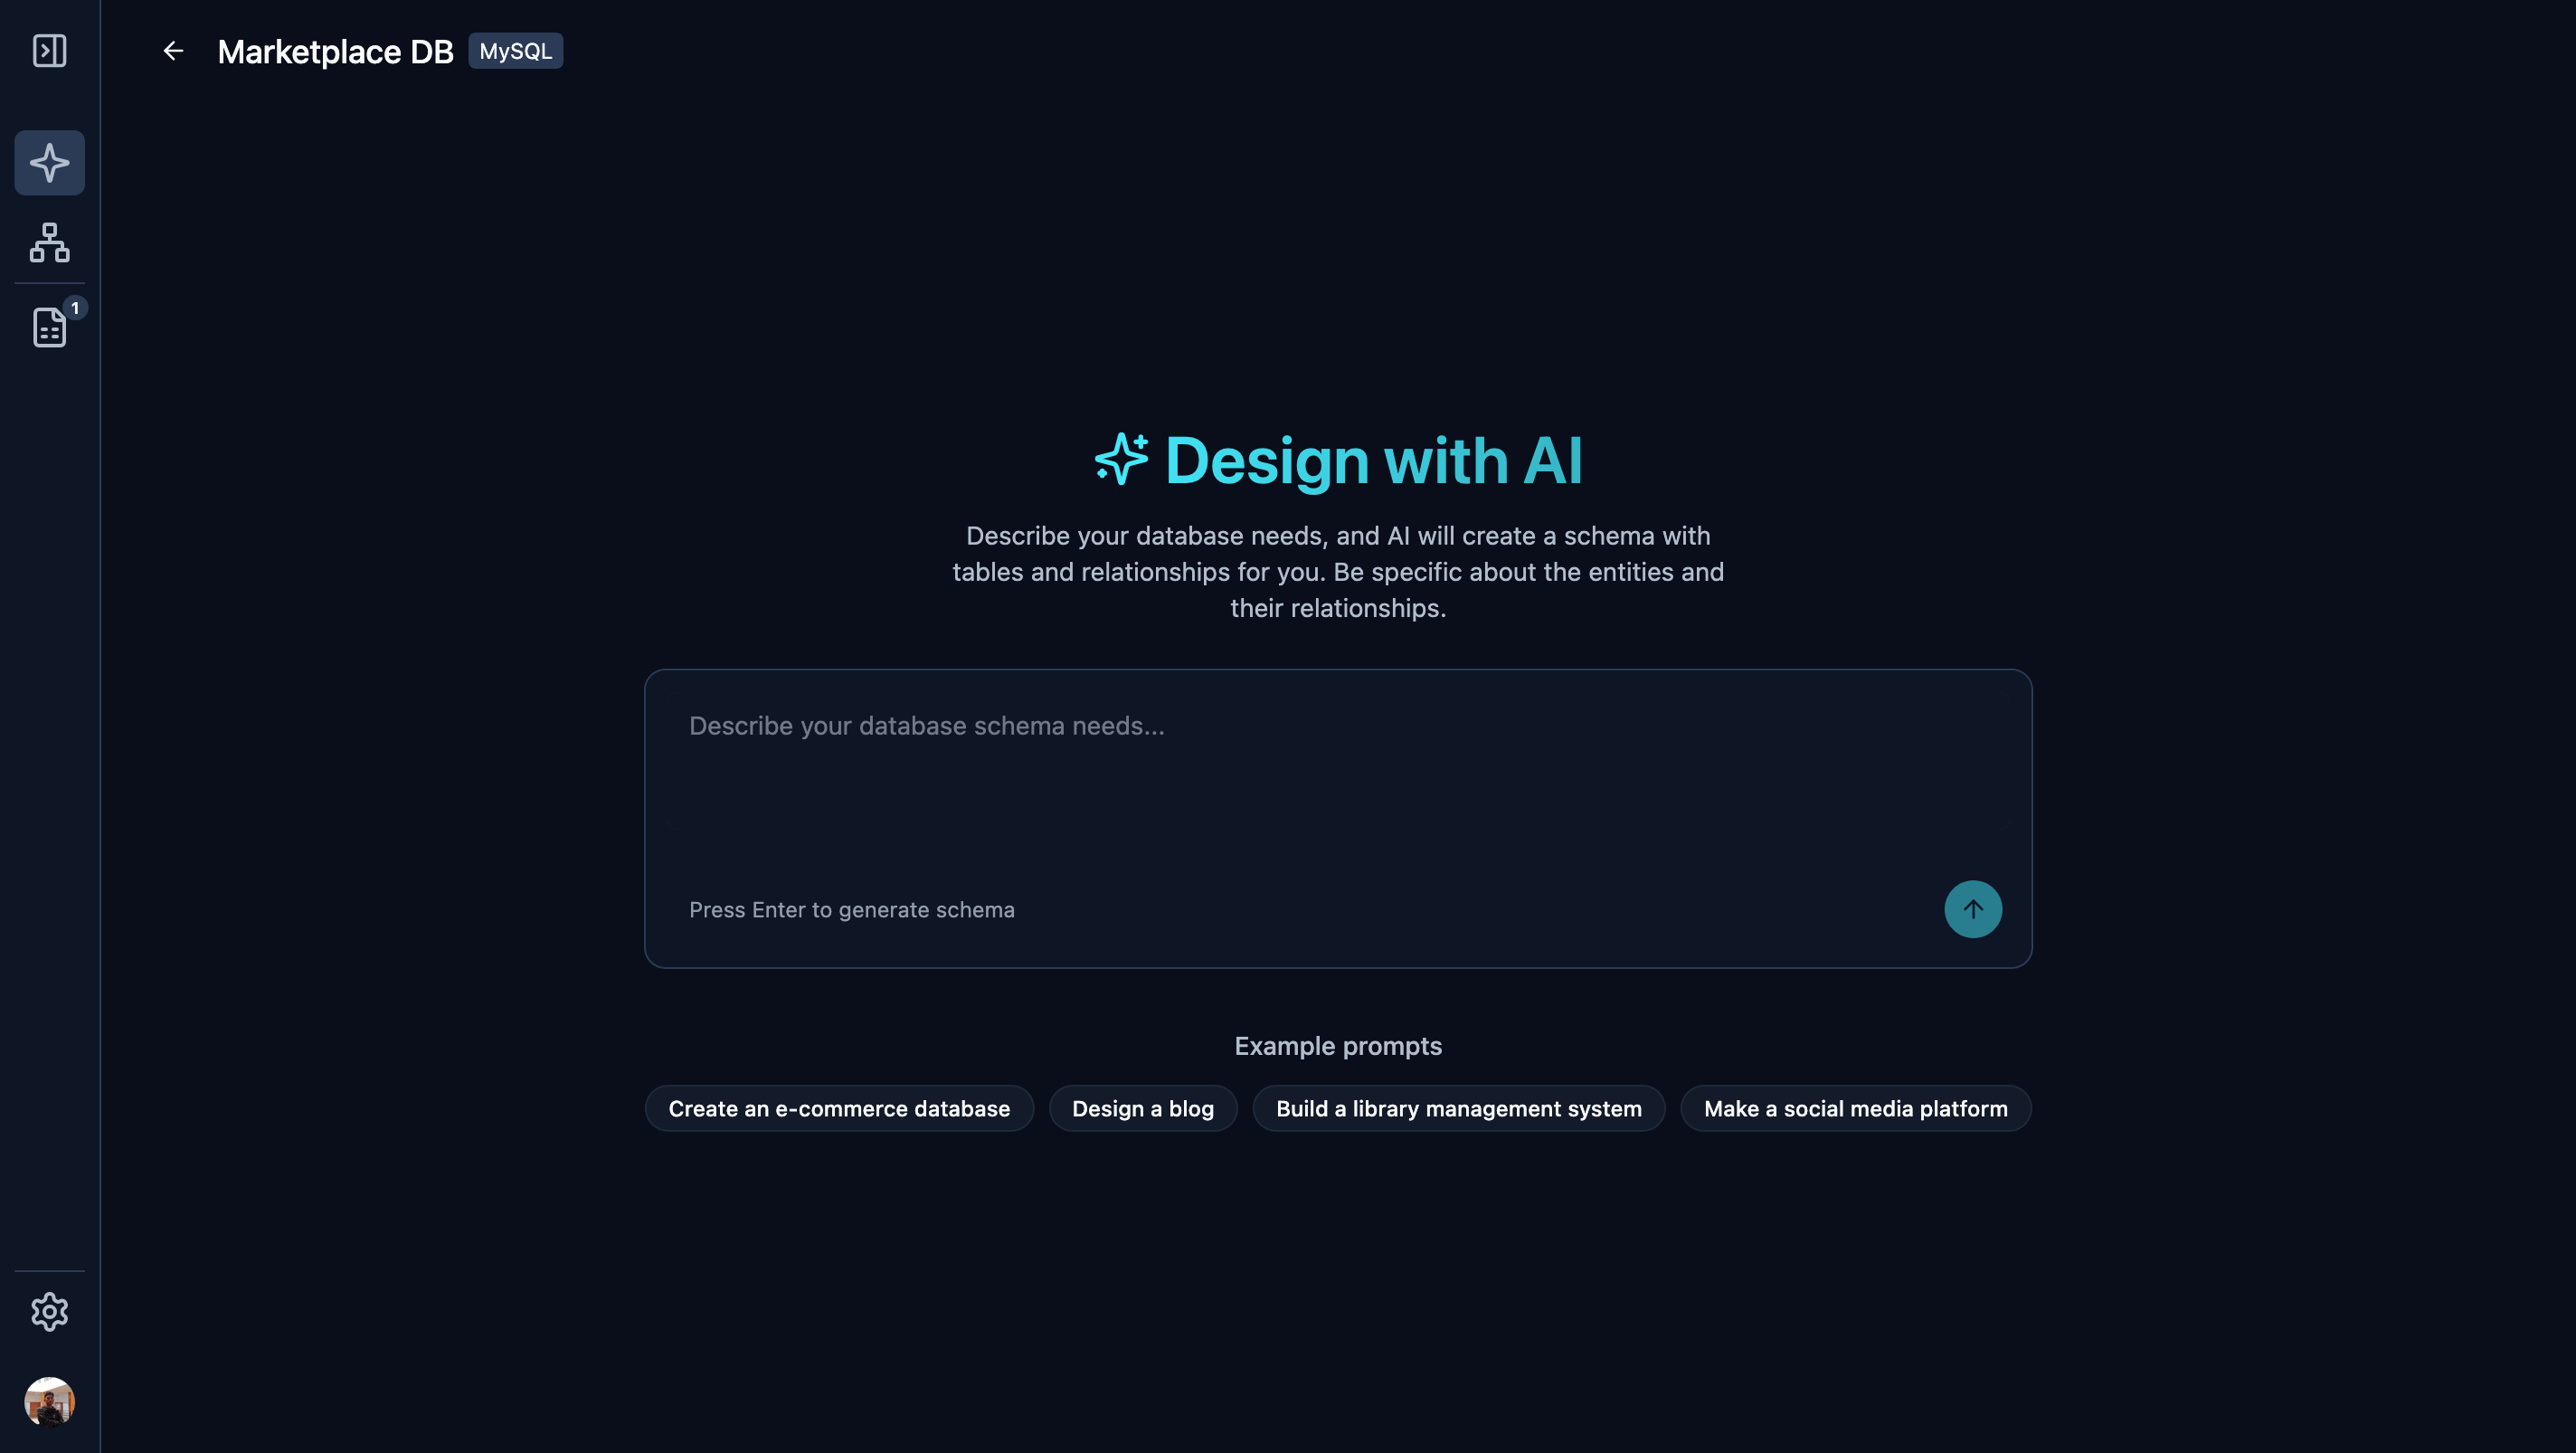 Marketplace DB MySQL
1
Design with AI
Describe your database needs, and AI will create a schema with
tables and relationships for you. Be specific about the entities and
their relationships.
Describe your database schema needs...
Press Enter to generate schema
Example prompts
Create an e-commerce database Design a blog Build a library management system Make a social media platform